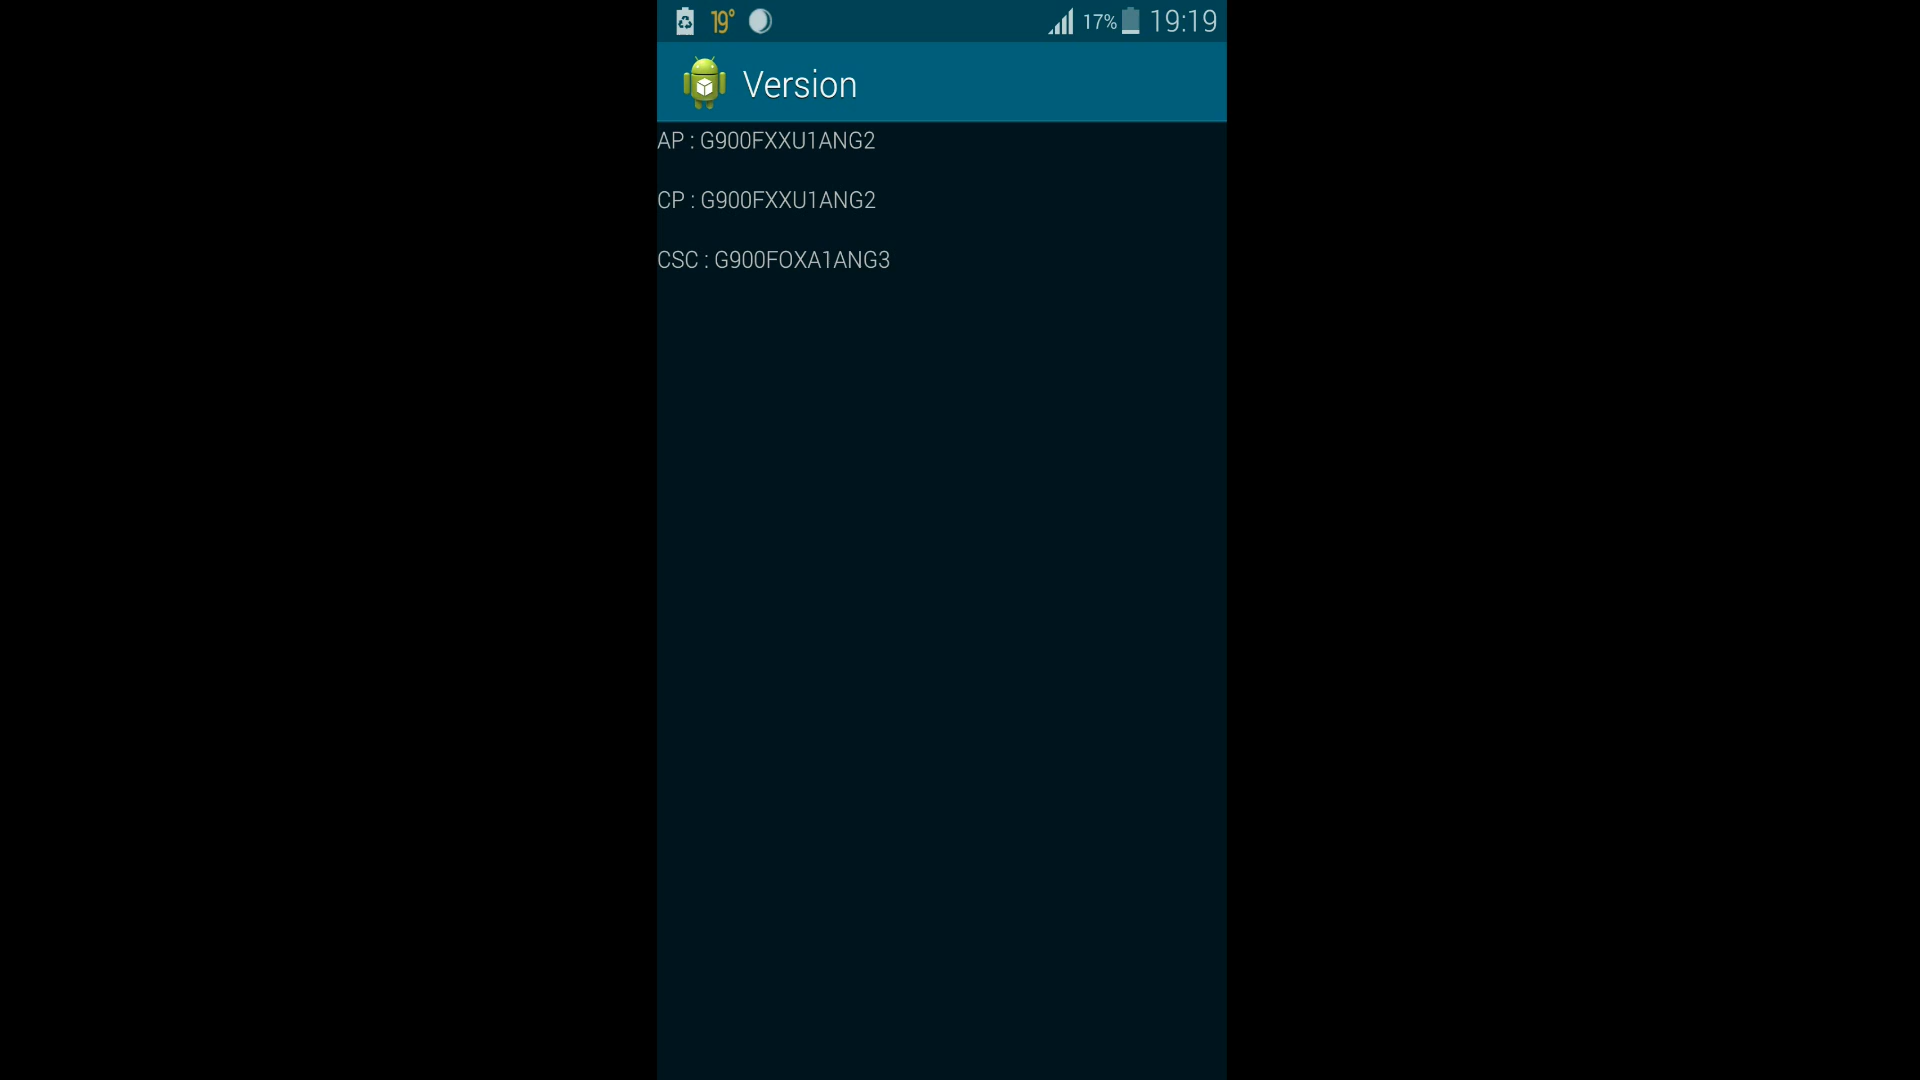 19° 17% 19:19
Version
AP : G900FXXU1ANG2
CP : G900FXXU1ANG2
CSC : G900FOXA1ANG3